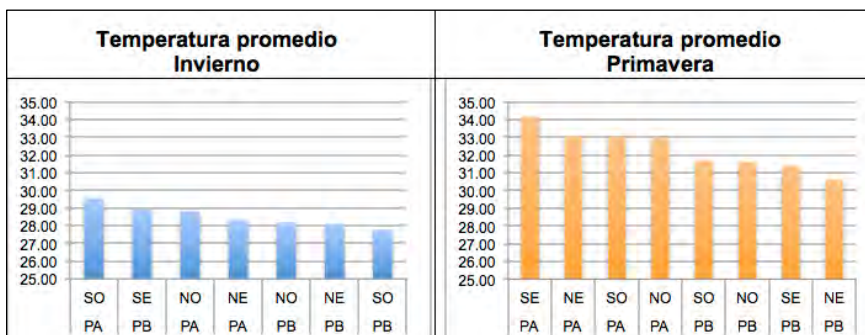 Temperatura promedio
Invierno
Temperatura promedio
Primavera
35.00
34.00
33.00
32.00
31.00
30.00
29.00
28.00
27.00
26.00
25.00
SO SE NO NE NO NE SO
PA PB PA PA PB PB PB
35.00
34.00
33.00
32.00
31.00
30.00
29.00
28.00
27.00
26.00
25.00
SE NE SO NO SO NO SE NE
PA PA PA PA PB PB PB PB